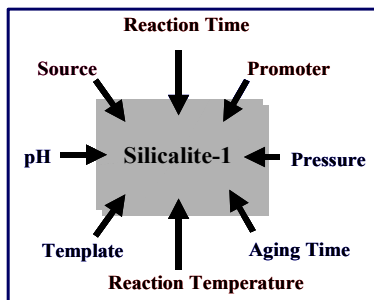 Reaction Time
Source
Promoter
pH
Silicalite-1
Pressure
Template
Aging Time
Reaction Temperature